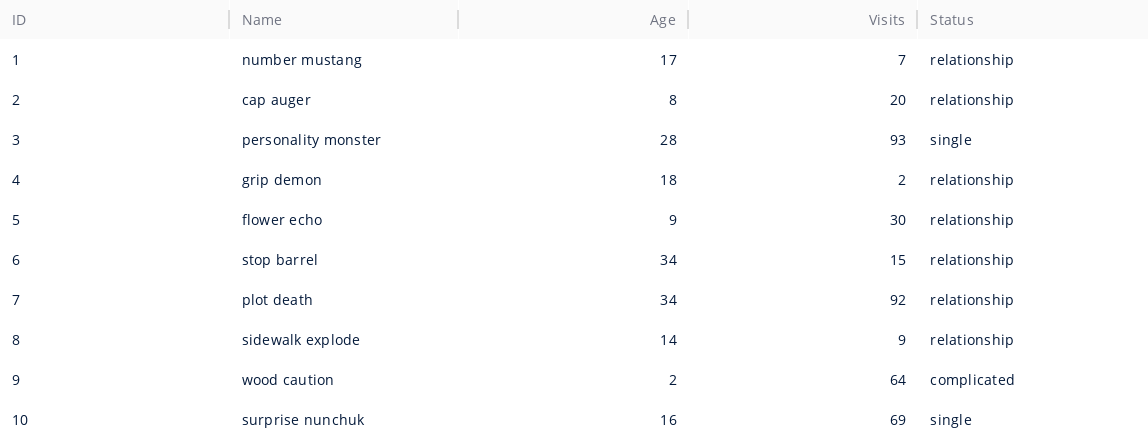 ID Name Age Visits Status
1 number mustang 17 7 relationship
2 cap auger 8 20 relationship
3 personality monster 28 93 single
4 grip demon 18 2 relationship
5 flower echo 9 30 relationship
6 stop barrel 34 15 relationship
7 plot death 34 92 relationship
8 sidewalk explode 14 9 relationship
9 wood caution 2 64 complicated
10 surprise nunchuk 16 69 single